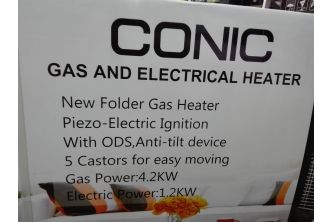 CONIC
GAS AND ELECTRICAL HEATER
New Folder Gas Heater
Piezo-Electric Ignition
With ODS,Anti-tilt device
5 Castors for easy moving
Gas Power:4.2KW
Electric Power:1.2KW